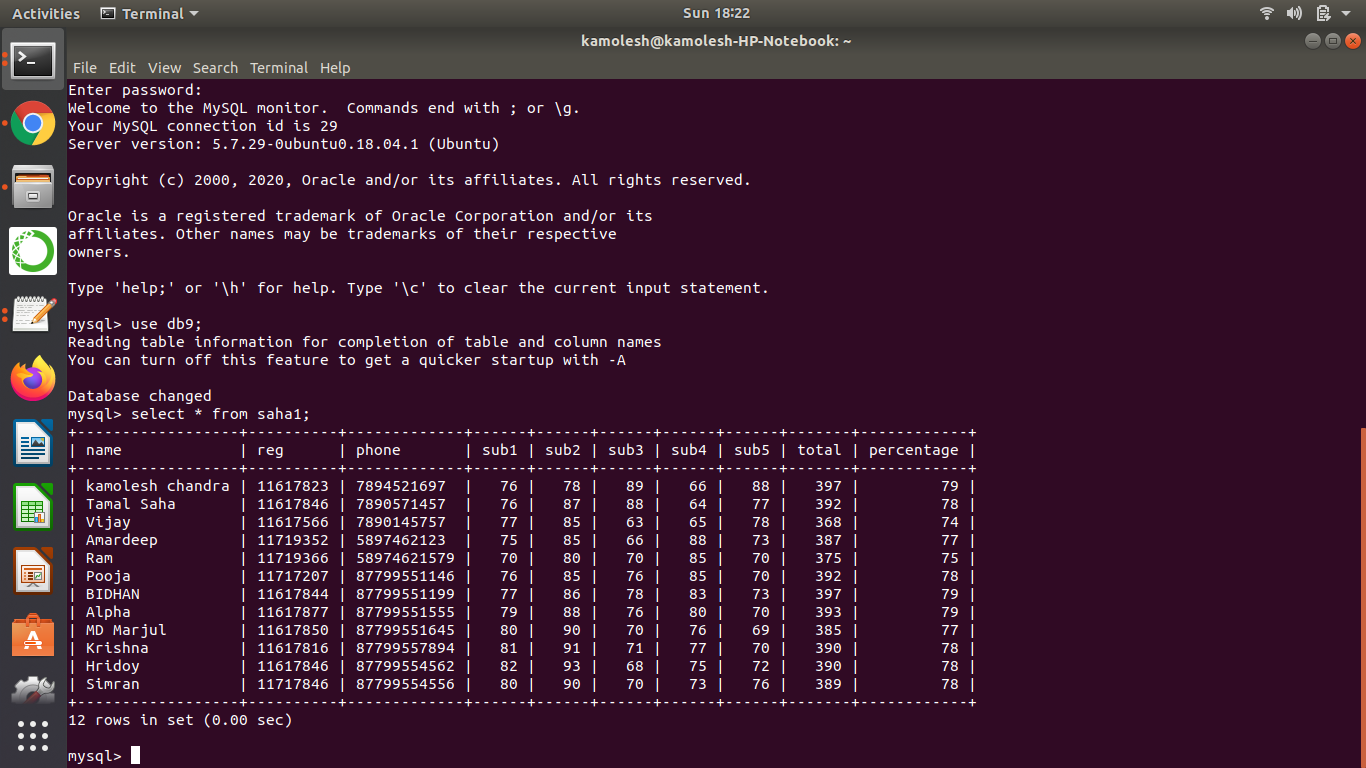 Activities Terminal Sun 18:22
kamolesh@kamolesh-HP-Notebook: ~
File Edit View Search Terminal Help
Enter password:
Welcome to the MySQL monitor.  Commands end with ; or \g.
Your MySQL connection id is 29
Server version: 5.7.29-0ubuntu0.18.04.1 (Ubuntu)
Copyright (c) 2000, 2020, Oracle and/or its affiliates. All rights reserved.
Oracle is a registered trademark of Oracle Corporation and/or its
affiliates. Other names may be trademarks of their respective
owners.
Type 'help;' or '\h' for help. Type '\c' to clear the current input statement.
mysql> use db9;
Reading table information for completion of table and column names
You can turn off this feature to get a quicker startup with -A
Database changed
mysql> select * from saha1;
+------------------+----------+-------------+------+------+------+------+------+-------+------------+
| name             | reg      | phone       | sub1 | sub2 | sub3 | sub4 | sub5 | total | percentage |
+------------------+----------+-------------+------+------+------+------+------+-------+------------+
| kamolesh chandra | 11617823 | 7894521697  |   76 |   78 |   89 |   66 |   88 |   397 |         79 |
| Tamal Saha       | 11617846 | 7890571457  |   76 |   87 |   88 |   64 |   77 |   392 |         78 |
| Vijay            | 11617566 | 7890145757  |   77 |   85 |   63 |   65 |   78 |   368 |         74 |
| Amardeep         | 11719352 | 5897462123  |   75 |   85 |   66 |   88 |   73 |   387 |         77 |
| Ram              | 11719366 | 58974621579 |   70 |   80 |   70 |   85 |   70 |   375 |         75 |
| Pooja            | 11717207 | 87799551146 |   76 |   85 |   76 |   85 |   70 |   392 |         78 |
| BIDHAN           | 11617844 | 87799551199 |   77 |   86 |   78 |   83 |   73 |   397 |         79 |
| Alpha            | 11617877 | 87799551555 |   79 |   88 |   76 |   80 |   70 |   393 |         79 |
| MD Marjul        | 11617850 | 87799551645 |   80 |   90 |   70 |   76 |   69 |   385 |         77 |
| Krishna          | 11617816 | 87799557894 |   81 |   91 |   71 |   77 |   70 |   390 |         78 |
| Hridoy           | 11617846 | 87799554562 |   82 |   93 |   68 |   75 |   72 |   390 |         78 |
| Simran           | 11717846 | 87799554556 |   80 |   90 |   70 |   73 |   76 |   389 |         78 |
+------------------+----------+-------------+------+------+------+------+------+-------+------------+
12 rows in set (0.00 sec)
mysql>